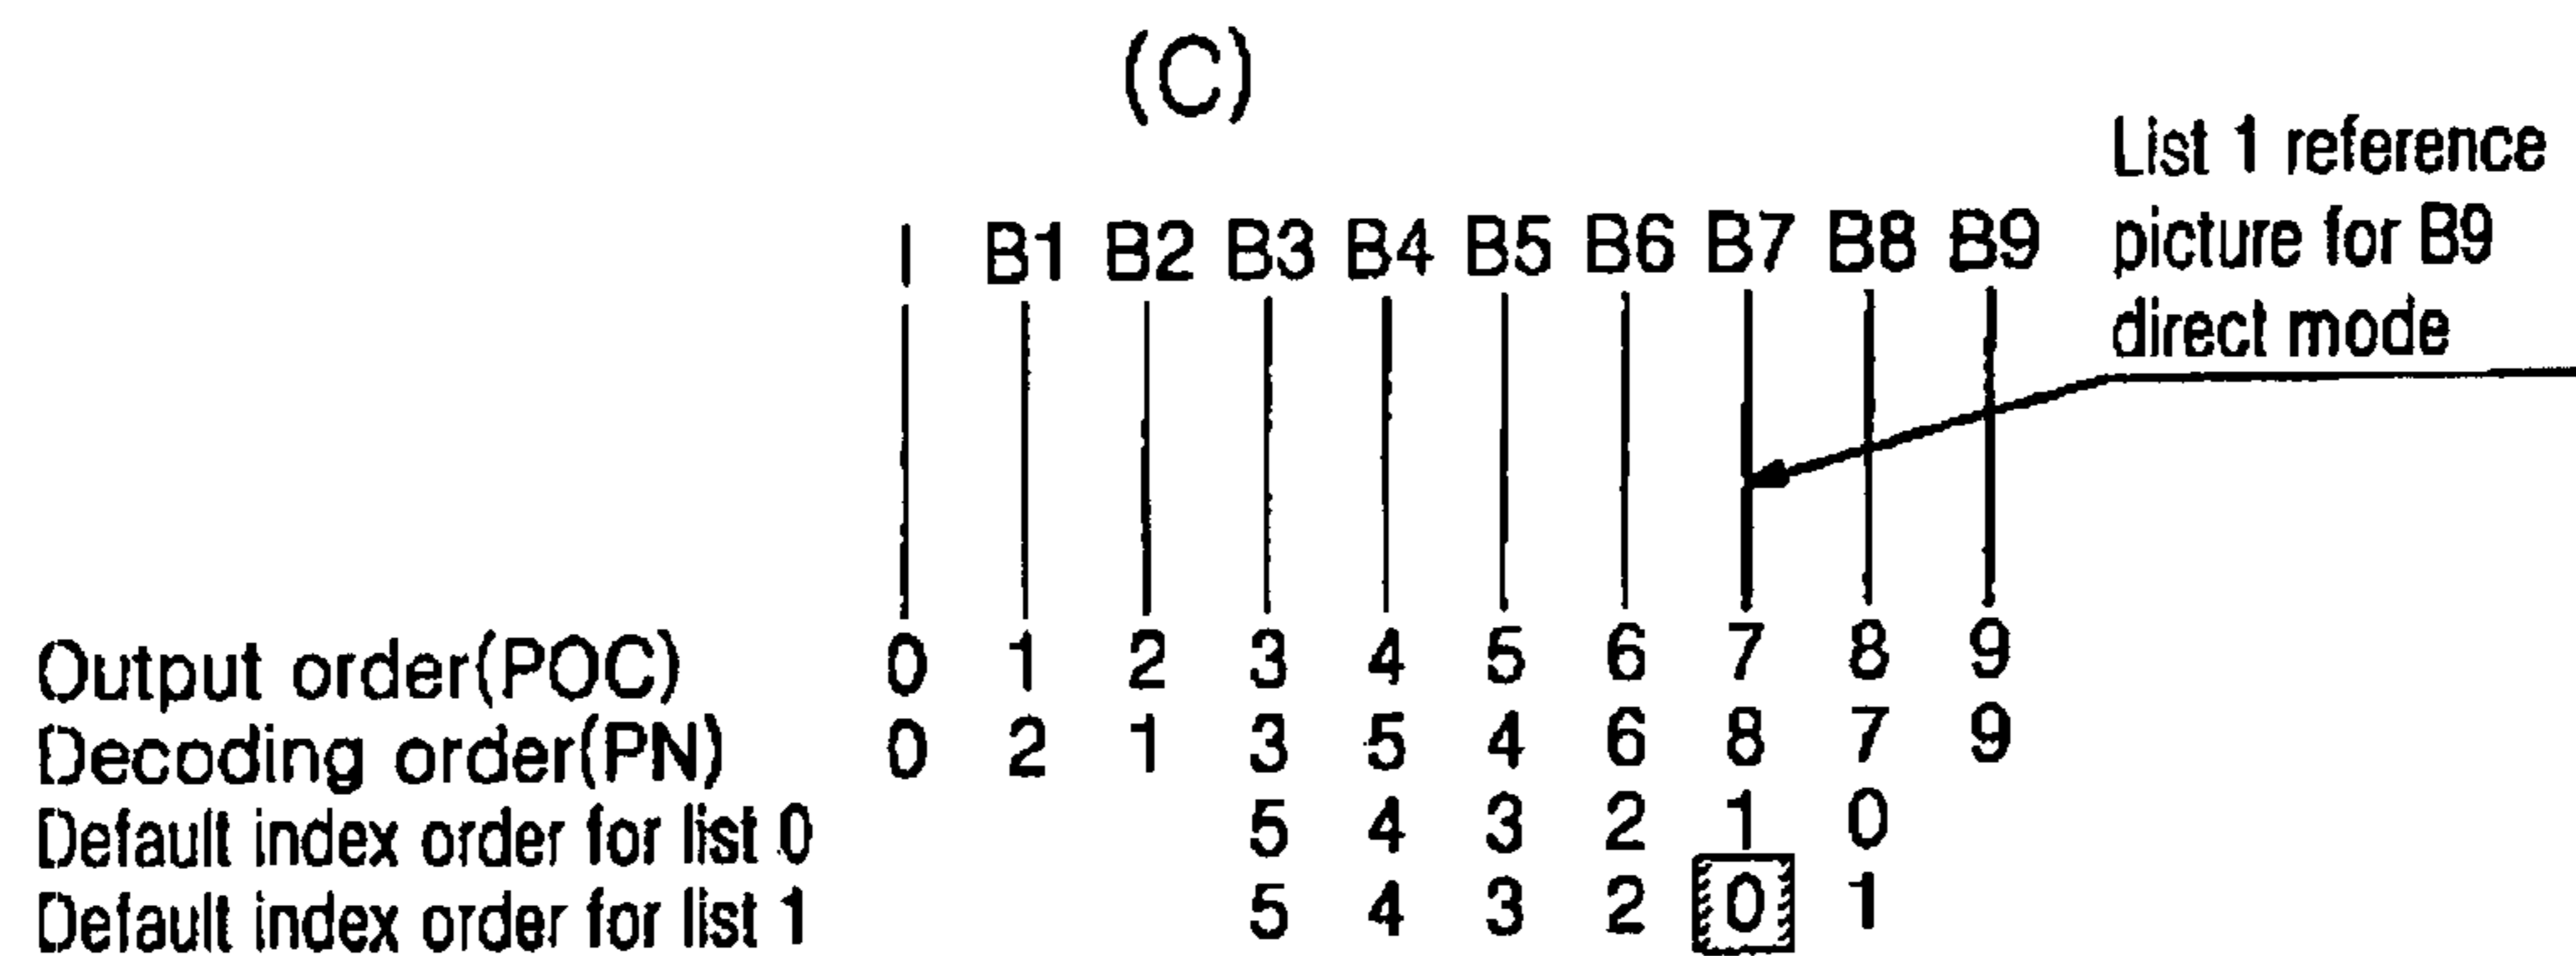 (C)
List 1 reference
picture for B9
direct mode
I B1 B2 B3 B4 B5 B6 B7 B8 B9
Output order(POC) 0 1 2 3 4 5 6 7 8 9
Decoding order(PN) 0 2 1 3 5 4 6 8 7 9
Default index order for list 0 5 4 3 2 1 0
Default index order for list 1 5 4 3 2 0 1